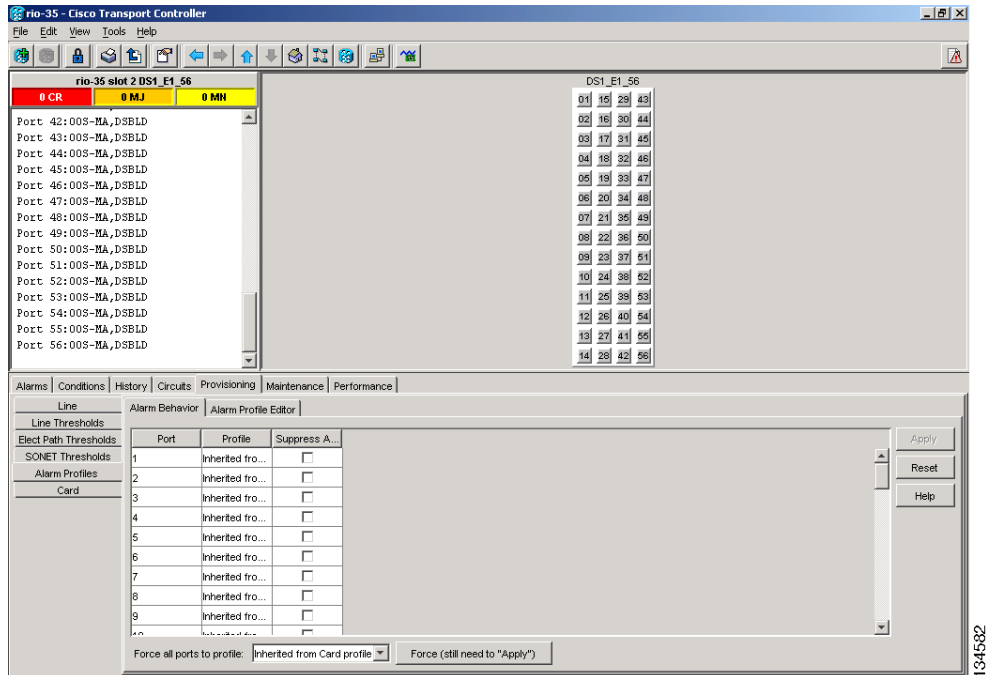 rio-35 - Cisco Transport Controller
File Edit View Tools Help
rio-35 slot 2 DS1_E1_56
0 CR 0 MJ 0 MN
Port 42:OOS-MA,DSBLD
Port 43:OOS-MA,DSBLD
Port 44:OOS-MA,DSBLD
Port 45:OOS-MA,DSBLD
Port 46:OOS-MA,DSBLD
Port 47:OOS-MA,DSBLD
Port 48:OOS-MA,DSBLD
Port 49:OOS-MA,DSBLD
Port 50:OOS-MA,DSBLD
Port 51:OOS-MA,DSBLD
Port 52:OOS-MA,DSBLD
Port 53:OOS-MA,DSBLD
Port 54:OOS-MA,DSBLD
Port 55:OOS-MA,DSBLD
Port 56:OOS-MA,DSBLD
DS1_E1_56
01 15 29 43
02 16 30 44
03 17 31 45
04 18 32 46
05 19 33 47
06 20 34 48
07 21 35 49
08 22 36 50
09 23 37 51
10 24 38 52
11 25 39 53
12 26 40 54
13 27 41 55
14 28 42 56
Alarms Conditions History Circuits Provisioning Maintenance Performance
Line
Line Thresholds
Elect Path Thresholds
SONET Thresholds
Alarm Profiles
Card
Alarm Behavior Alarm Profile Editor
Port Profile Suppress A...
1 Inherited fro...
2 Inherited fro...
3 Inherited fro...
4 Inherited fro...
5 Inherited fro...
6 Inherited fro...
7 Inherited fro...
8 Inherited fro...
9 Inherited fro...
Apply
Reset
Help
Force all ports to profile: Inherited from Card profile Force (still need to "Apply")
134582